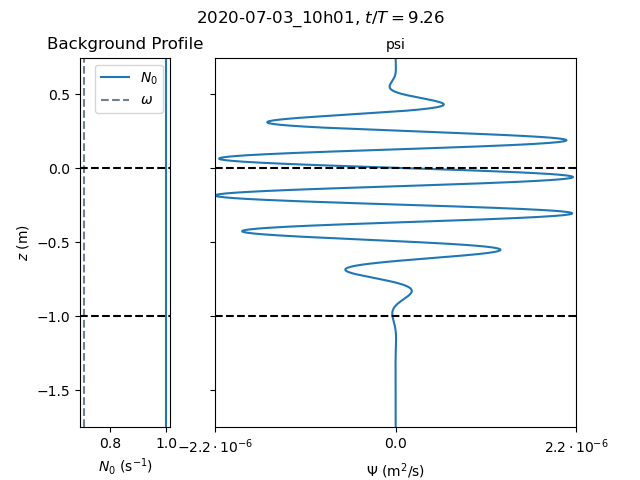 2020-07-03_10h01, t/T = 9.26
Background Profile
psi
N₀
ω
0.5
0.0
−0.5
−1.0
−1.5
z (m)
0.8
1.0
−2.2 · 10⁻⁶
0.0
2.2 · 10⁻⁶
N₀ (s⁻¹)
Ψ (m²/s)